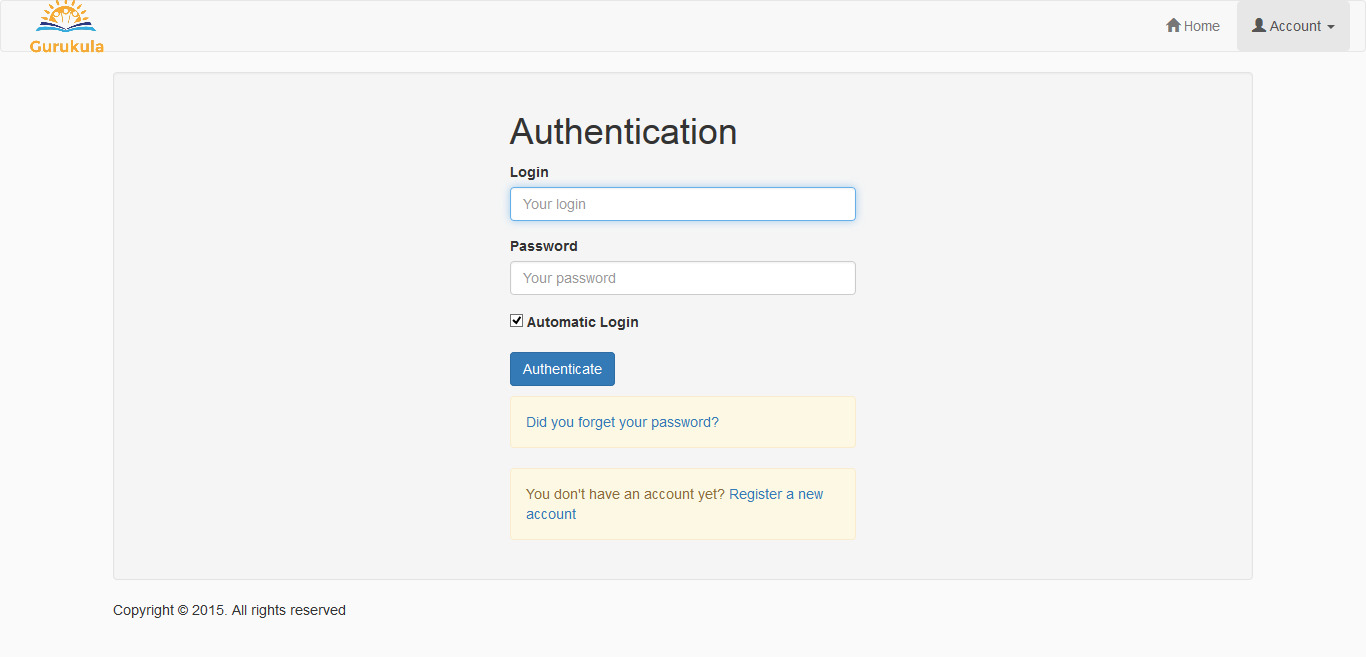 Gurukula
Home
Account
Authentication
Login
Your login
Password
Your password
Automatic Login
Authenticate
Did you forget your password?
You don't have an account yet? Register a new
account
Copyright © 2015. All rights reserved